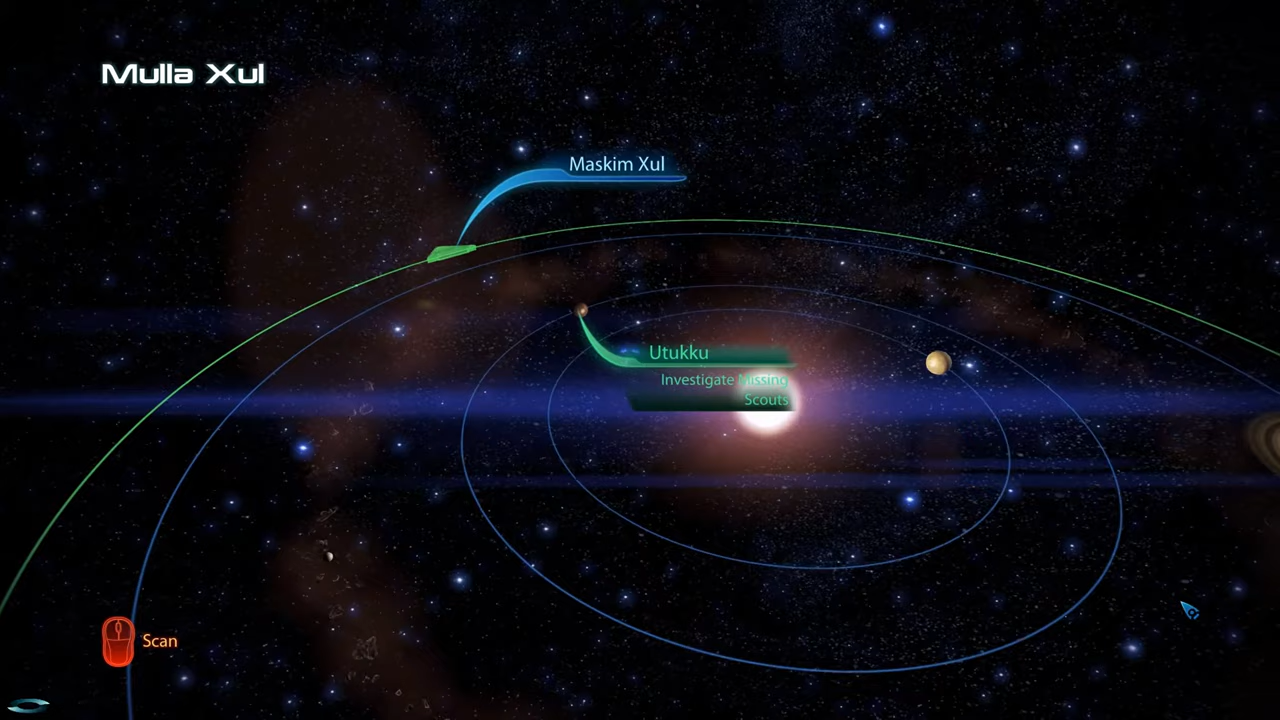 Mulla Xul
Maskim Xul
Utukku
Investigate Missing
Scouts
Scan